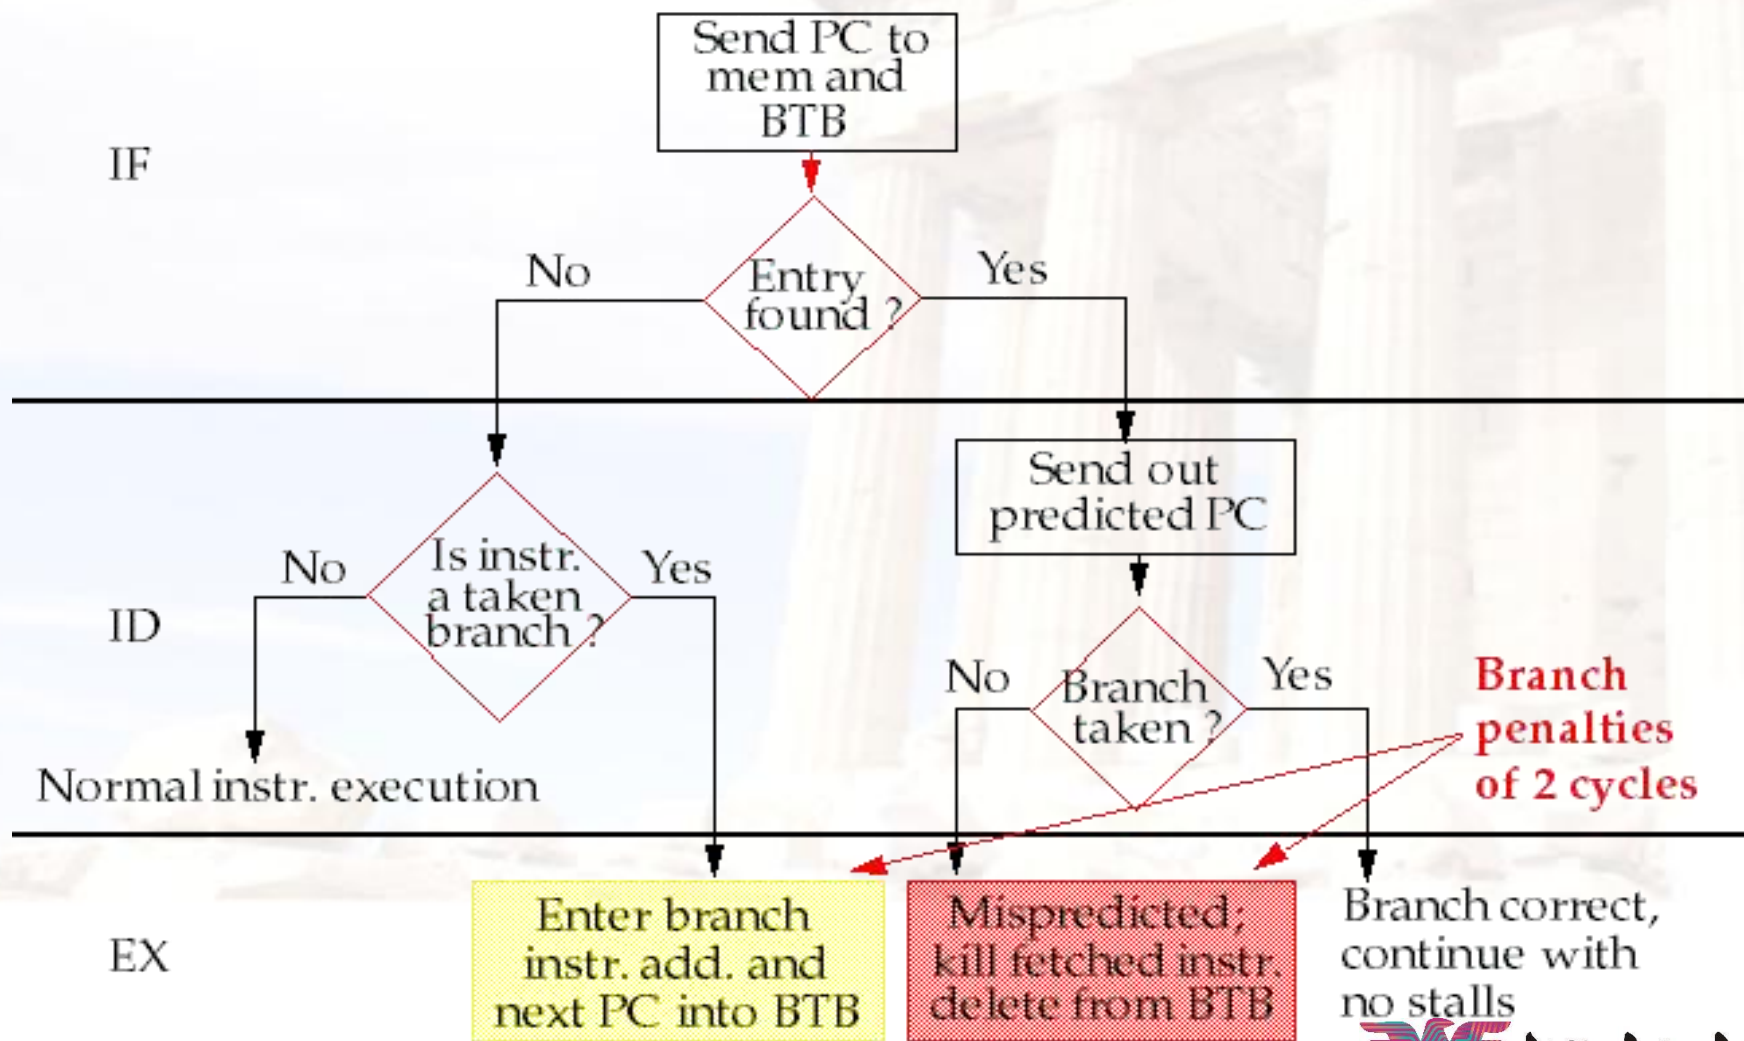 Send PC to
mem and
BTB
IF
No
Entry
found ?
Yes
Send out
predicted PC
No
Is instr.
a taken
branch ?
Yes
ID
No
Branch
taken ?
Yes
Branch
penalties
of 2 cycles
Normal instr. execution
EX
Enter branch
instr. add. and
next PC into BTB
Mispredicted;
kill fetched instr.
delete from BTB
Branch correct,
continue with
no stalls